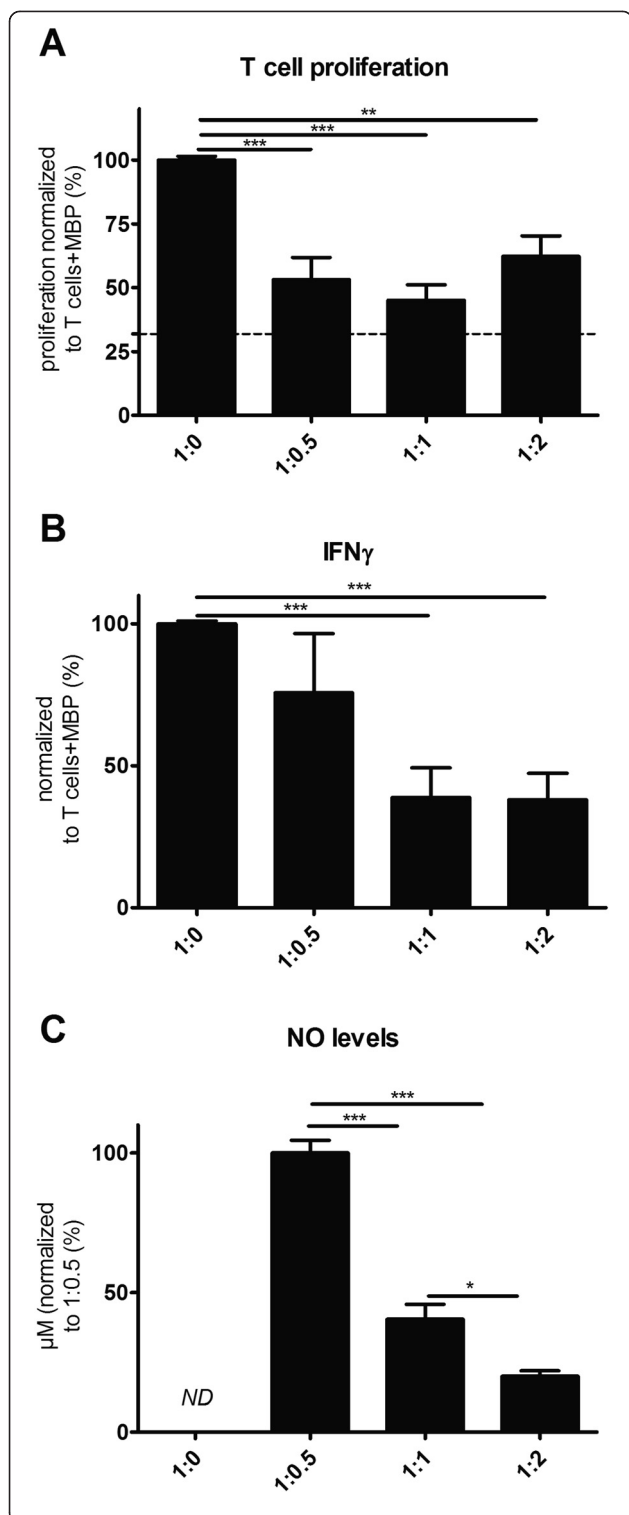 A
T cell proliferation
proliferation normalized
to T cells+MBP (%)
100
75
50
25
0
**
***
***
1:0
1:0.5
1:1
1:2
B
IFNγ
normalized
to T cells+MBP (%)
100
50
0
***
***
1:0
1:0.5
1:1
1:2
C
NO levels
µM (normalized
to 1:0.5 (%)
100
50
0
***
***
*
ND
1:0
1:0.5
1:1
1:2